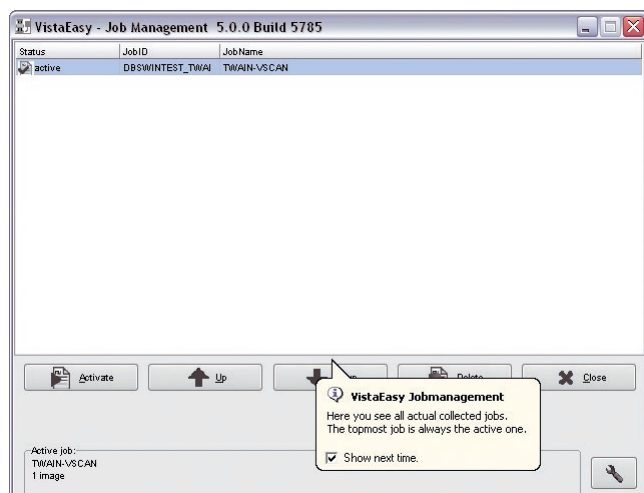 VistaEasy - Job Management 5.0.0 Build 5785
Status JobID JobName
active DBSWINTEST_TWAI TWAIN-VSCAN
Activate Up Delete Close
VistaEasy Jobmanagement
Here you see all actual collected jobs.
The topmost job is always the active one.
Show next time.
Active job:
TWAIN-VSCAN
1 image